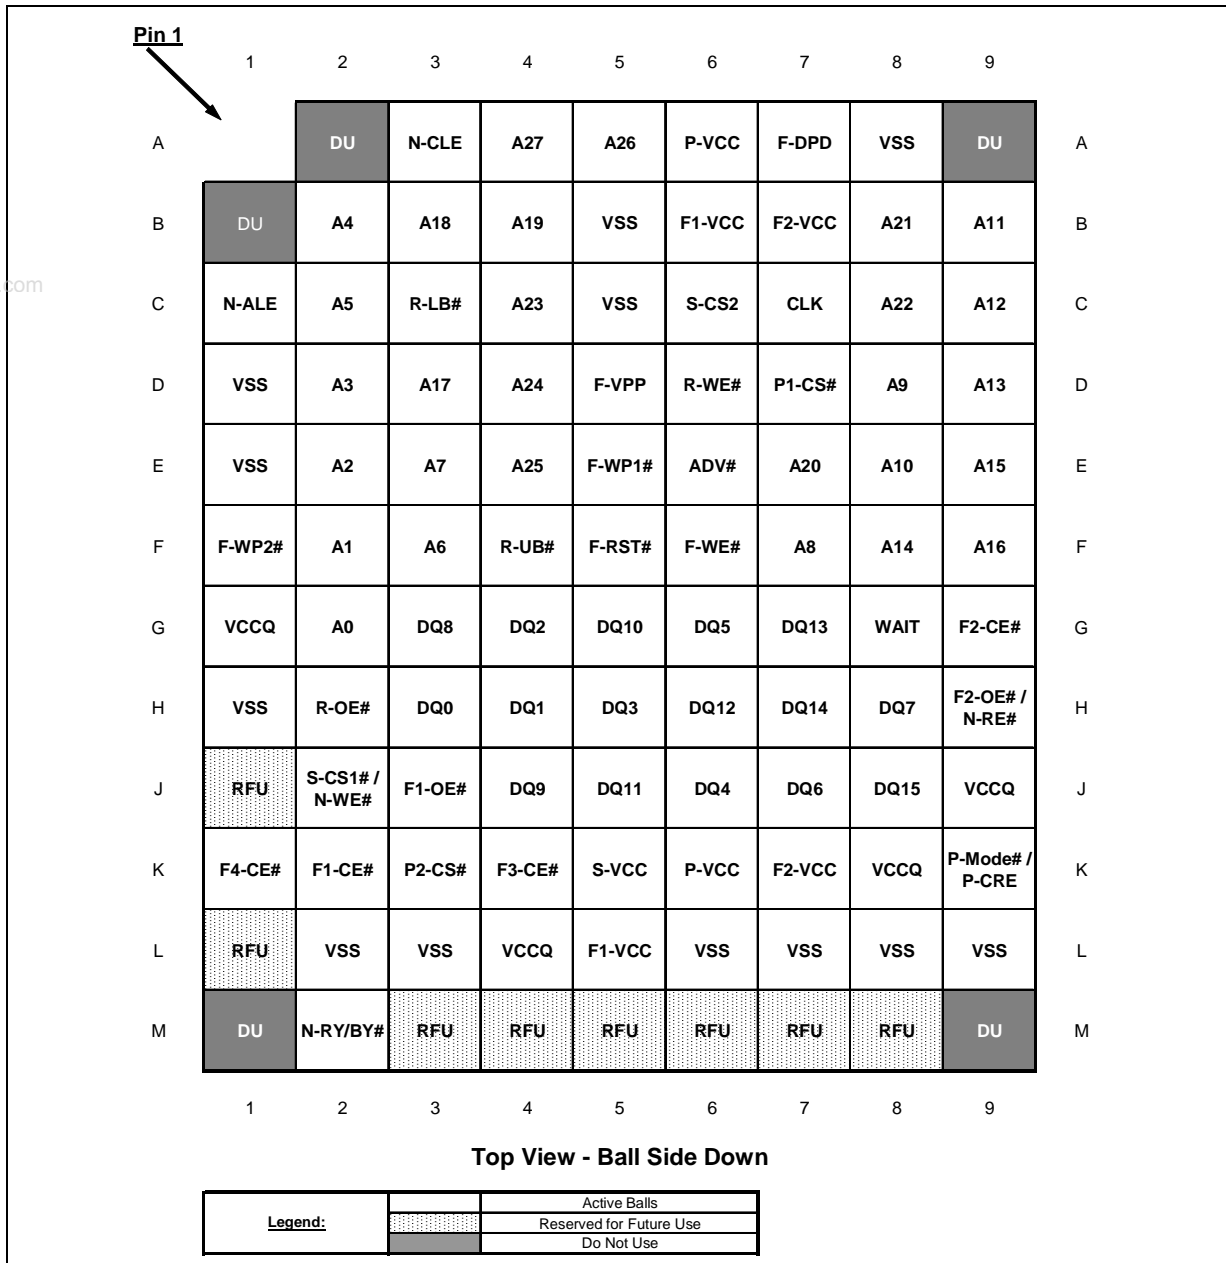 Pin 1
1 2 3 4 5 6 7 8 9
A DU N-CLE A27 A26 P-VCC F-DPD VSS DU A
B DU A4 A18 A19 VSS F1-VCC F2-VCC A21 A11 B
.com
C N-ALE A5 R-LB# A23 VSS S-CS2 CLK A22 A12 C
D VSS A3 A17 A24 F-VPP R-WE# P1-CS# A9 A13 D
E VSS A2 A7 A25 F-WP1# ADV# A20 A10 A15 E
F F-WP2# A1 A6 R-UB# F-RST# F-WE# A8 A14 A16 F
G VCCQ A0 DQ8 DQ2 DQ10 DQ5 DQ13 WAIT F2-CE# G
H VSS R-OE# DQ0 DQ1 DQ3 DQ12 DQ14 DQ7 F2-OE# / N-RE# H
J RFU S-CS1# / N-WE# F1-OE# DQ9 DQ11 DQ4 DQ6 DQ15 VCCQ J
K F4-CE# F1-CE# P2-CS# F3-CE# S-VCC P-VCC F2-VCC VCCQ P-Mode# / P-CRE K
L RFU VSS VSS VCCQ F1-VCC VSS VSS VSS VSS L
M DU N-RY/BY# RFU RFU RFU RFU RFU RFU DU M
1 2 3 4 5 6 7 8 9
Top View - Ball Side Down
Legend:
Active Balls
Reserved for Future Use
Do Not Use